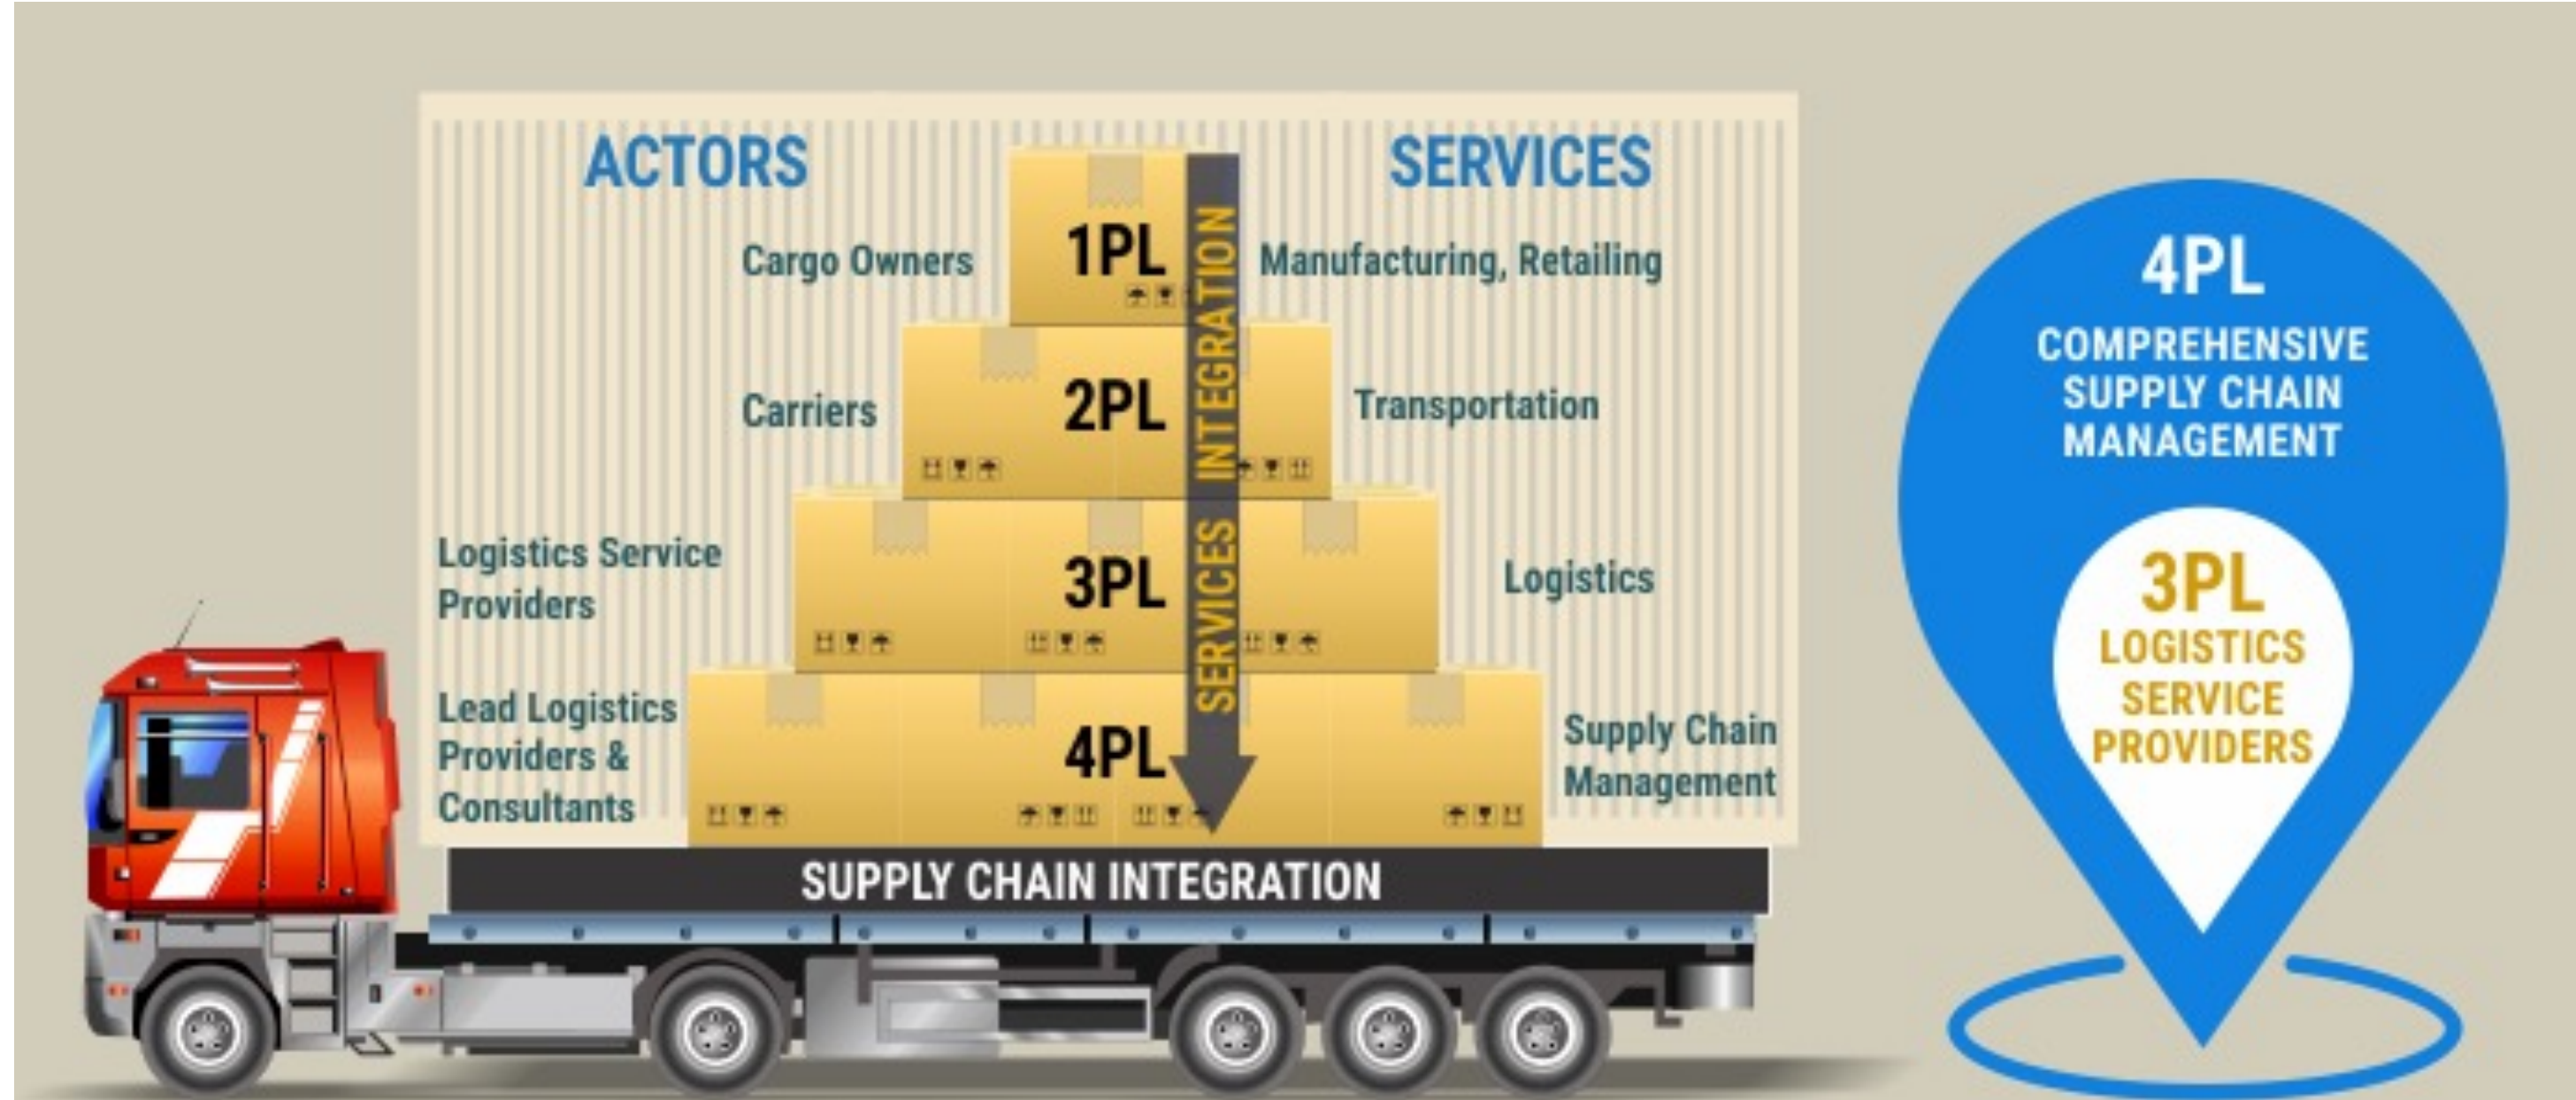 ACTORS
SERVICES
1PL
Cargo Owners
Manufacturing, Retailing
2PL
Carriers
Transportation
3PL
Logistics Service
Providers
Logistics
4PL
Lead Logistics
Providers &
Consultants
Supply Chain
Management
SERVICES INTEGRATION
SUPPLY CHAIN INTEGRATION
4PL
COMPREHENSIVE
SUPPLY CHAIN
MANAGEMENT
3PL
LOGISTICS
SERVICE
PROVIDERS